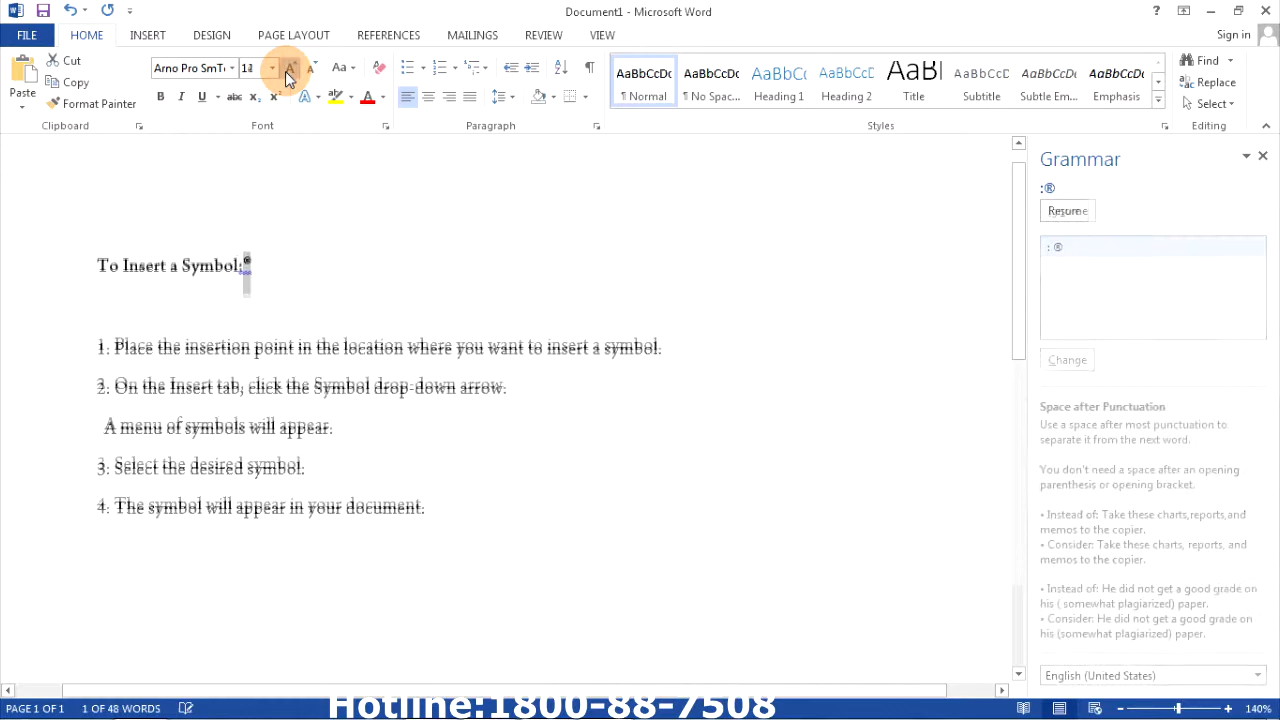 Document1 - Microsoft Word
?
FILE HOME INSERT DESIGN PAGE LAYOUT REFERENCES MAILINGS REVIEW VIEW Sign in
Paste
Cut
Copy
Format Painter
Clipboard
Arno Pro SmTe
Aa
B I U abc x₂ A A
Font
Paragraph
AaBbCcDc AaBbCcDc AaBbCc AaBbCcD AaBl AaBbCcD AaBbCcDc AaBbCcDc
¶ Normal ¶ No Spac... Heading 1 Heading 2 Title Subtitle Subtle Em... Emphasis
Styles
Find
Replace
Select
Editing
To Insert a Symbol:®
1. Place the insertion point in the location where you want to insert a symbol.
2. On the Insert tab, click the Symbol drop-down arrow.
A menu of symbols will appear.
3. Select the desired symbol.
4. The symbol will appear in your document.
Grammar
:®
Resume
: ®
Change
Space after Punctuation
Use a space after most punctuation to
separate it from the next word.
You don't need a space after an opening
parenthesis or opening bracket.
• Instead of: Take these charts,reports,and
memos to the copier.
• Consider: Take these charts, reports, and
memos to the copier.
• Instead of: He did not get a good grade on
his ( somewhat plagiarized) paper.
• Consider: He did not get a good grade on
his (somewhat plagiarized) paper.
English (United States)
Hotline:1800-88-7508
PAGE 1 OF 1 1 OF 48 WORDS 140%